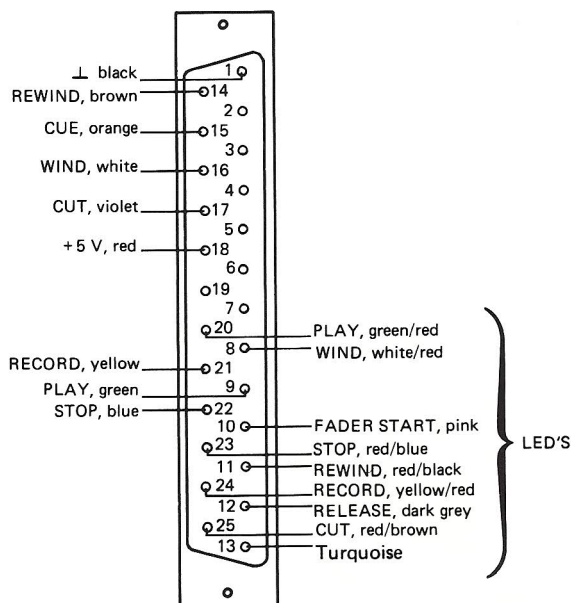 ⊥ black
1
REWIND, brown
14
2
CUE, orange
15
3
WIND, white
16
4
CUT, violet
17
5
+5 V, red
18
6
19
7
20
PLAY, green/red
8
WIND, white/red
RECORD, yellow
21
PLAY, green
9
STOP, blue
22
10
FADER START, pink
23
STOP, red/blue
LED'S
11
REWIND, red/black
24
RECORD, yellow/red
12
RELEASE, dark grey
25
CUT, red/brown
13
Turquoise